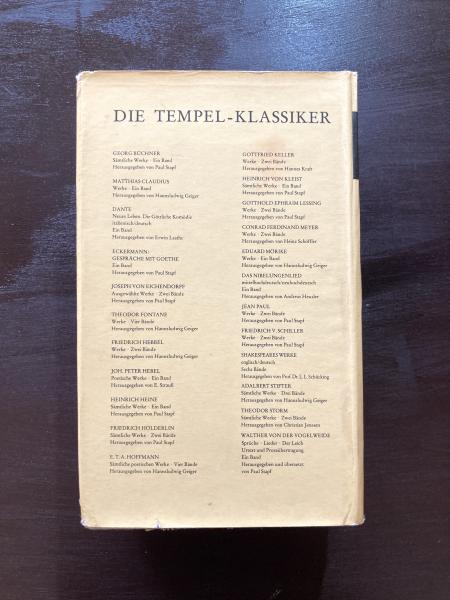 DIE TEMPEL-KLASSIKER
GEORG BÜCHNER
Sämtliche Werke · Ein Band
Herausgegeben von Paul Stapf
MATTHIAS CLAUDIUS
Werke · Ein Band
Herausgegeben von Hannsludwig Geiger
DANTE
Neues Leben. Die Göttliche Komödie
italienisch/deutsch
Ein Band
Herausgegeben von Erwin Laaths
ECKERMANN:
GESPRÄCHE MIT GOETHE
Ein Band
Herausgegeben von Paul Stapf
JOSEPH VON EICHENDORFF
Ausgewählte Werke · Zwei Bände
Herausgegeben von Paul Stapf
THEODOR FONTANE
Werke · Vier Bände
Herausgegeben von Hannsludwig Geiger
FRIEDRICH HEBBEL
Werke · Zwei Bände
Herausgegeben von Hannsludwig Geiger
JOH. PETER HEBEL
Poetische Werke · Ein Band
Herausgegeben von E. Strauß
HEINRICH HEINE
Sämtliche Werke · Ein Band
Herausgegeben von Paul Stapf
FRIEDRICH HÖLDERLIN
Sämtliche Werke · Zwei Bände
Herausgegeben von Paul Stapf
E. T. A. HOFFMANN
Sämtliche poetischen Werke · Vier Bände
Herausgegeben von Hannsludwig Geiger
GOTTFRIED KELLER
Werke · Zwei Bände
Herausgegeben von Hannes Kraft
HEINRICH VON KLEIST
Sämtliche Werke · Ein Band
Herausgegeben von Paul Stapf
GOTTHOLD EPHRAIM LESSING
Werke · Zwei Bände
Herausgegeben von Paul Stapf
CONRAD FERDINAND MEYER
Werke · Zwei Bände
Herausgegeben von Heinz Schöffler
EDUARD MÖRIKE
Werke · Ein Band
Herausgegeben von Hannsludwig Geiger
DAS NIBELUNGENLIED
mittelhochdeutsch/neuhochdeutsch
Ein Band
Herausgegeben von Andreas Heusler
JEAN PAUL
Werke · Zwei Bände
Herausgegeben von Paul Stapf
FRIEDRICH V. SCHILLER
Werke · Zwei Bände
Herausgegeben von Paul Stapf
SHAKESPEARES WERKE
englisch/deutsch
Sechs Bände
Herausgegeben von Prof Dr. L. L. Schücking
ADALBERT STIFTER
Sämtliche Werke · Drei Bände
Herausgegeben von Hannsludwig Geiger
THEODOR STORM
Sämtliche Werke · Zwei Bände
Herausgegeben von Christian Jenssen
WALTHER VON DER VOGELWEIDE
Sprüche · Lieder · Der Leich
Urtext und Prosaübertragung
Ein Band
Herausgegeben und übersetzt
von Paul Stapf